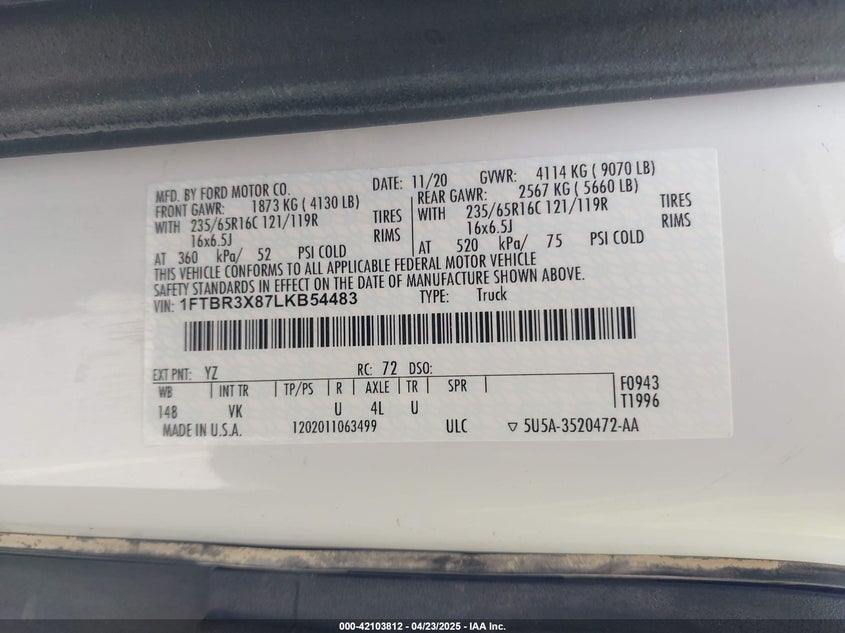 MFD. BY FORD MOTOR CO. DATE: 11/20 GVWR: 4114 KG ( 9070 LB)
FRONT GAWR: 1873 KG ( 4130 LB) REAR GAWR: 2567 KG ( 5660 LB)
WITH 235/65R16C 121/119R TIRES WITH 235/65R16C 121/119R TIRES
16x6.5J RIMS 16x6.5J RIMS
AT 360 kPa/ 52 PSI COLD AT 520 kPa/ 75 PSI COLD
THIS VEHICLE CONFORMS TO ALL APPLICABLE FEDERAL MOTOR VEHICLE
SAFETY STANDARDS IN EFFECT ON THE DATE OF MANUFACTURE SHOWN ABOVE.
VIN: 1FTBR3X87LKB54483 TYPE: Truck
EXT PNT: YZ RC: 72 DSO:
WB INT TR TP/PS R AXLE TR SPR F0943
148 VK U 4L U T1996
MADE IN U.S.A. 1202011063499 ULC ▽ 5U5A-3520472-AA
000-42103812 - 04/23/2025 - IAA Inc.